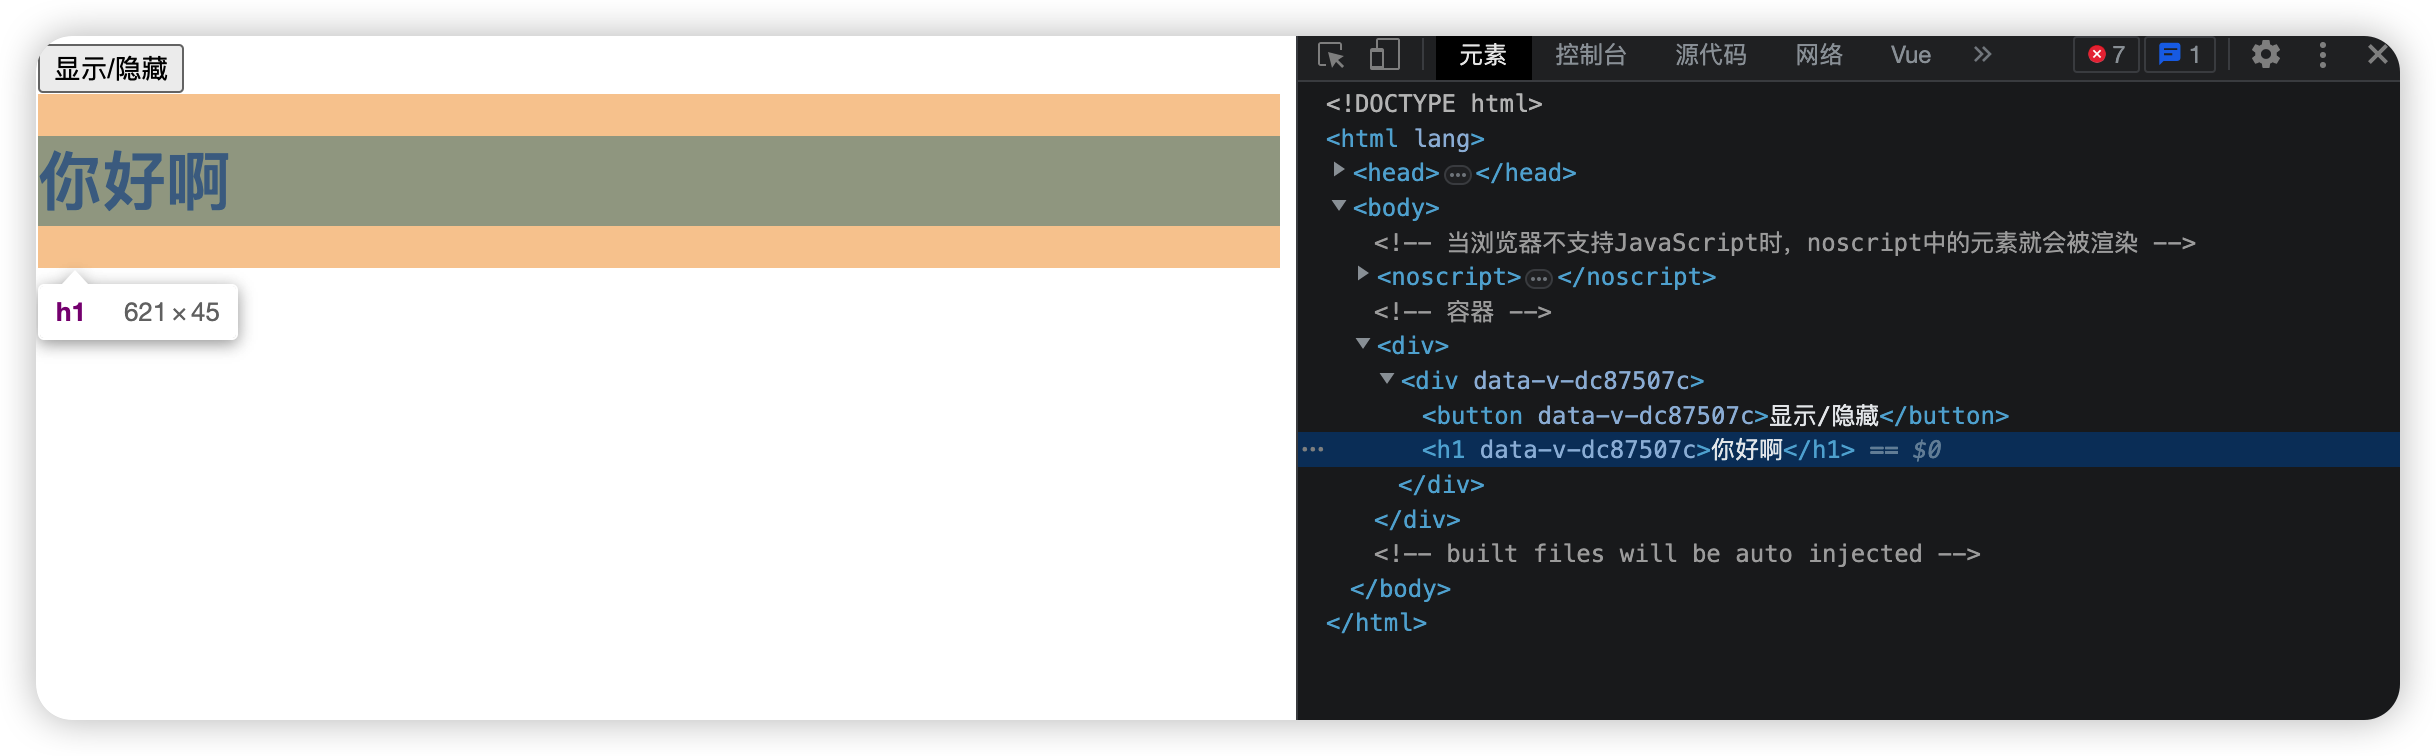 显示/隐藏
你好啊
h1 621 × 45
元素 控制台 源代码 网络 Vue 7 1
<!DOCTYPE html>
<html lang>
<head>…</head>
<body>
<!-- 当浏览器不支持JavaScript时，noscript中的元素就会被渲染 -->
<noscript>…</noscript>
<!-- 容器 -->
<div>
<div data-v-dc87507c>
<button data-v-dc87507c>显示/隐藏</button>
<h1 data-v-dc87507c>你好啊</h1> == $0
</div>
</div>
<!-- built files will be auto injected -->
</body>
</html>